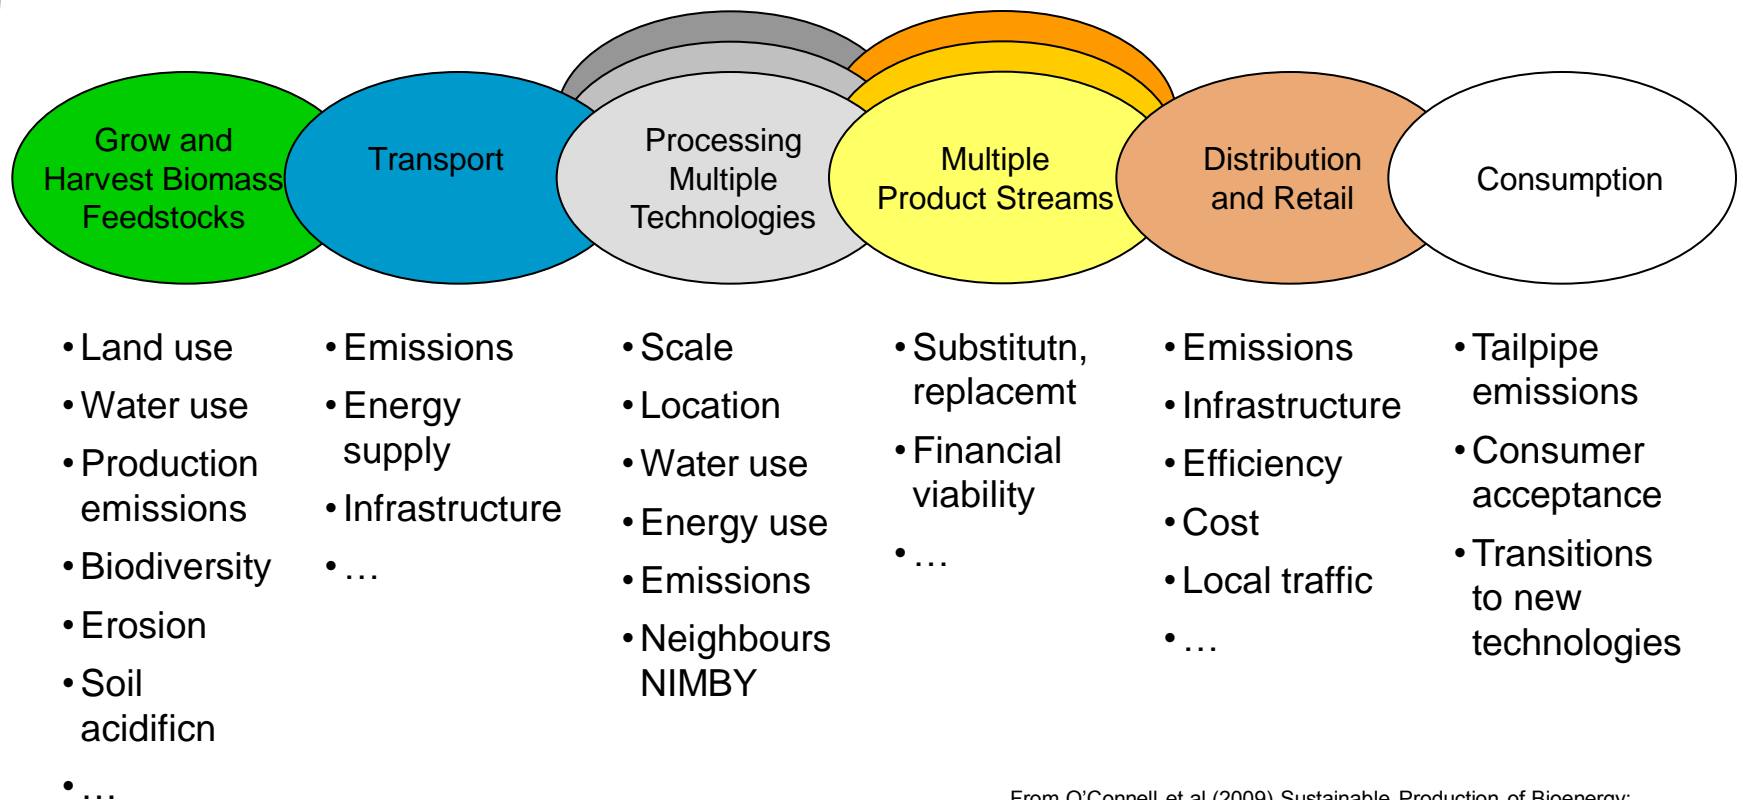 Grow and
Harvest Biomass
Feedstocks
Transport
Processing
Multiple
Technologies
Multiple
Product Streams
Distribution
and Retail
Consumption
• Land use
• Water use
• Production
emissions
• Biodiversity
• Erosion
• Soil
acidificn
• …
• Emissions
• Energy
supply
• Infrastructure
• …
• Scale
• Location
• Water use
• Energy use
• Emissions
• Neighbours
NIMBY
• Substitutn,
replacemt
• Financial
viability
• …
• Emissions
• Infrastructure
• Efficiency
• Cost
• Local traffic
• …
• Tailpipe
emissions
• Consumer
acceptance
• Transitions
to new
technologies
From O'Connell et al (2009) Sustainable Production of Bioenergy: